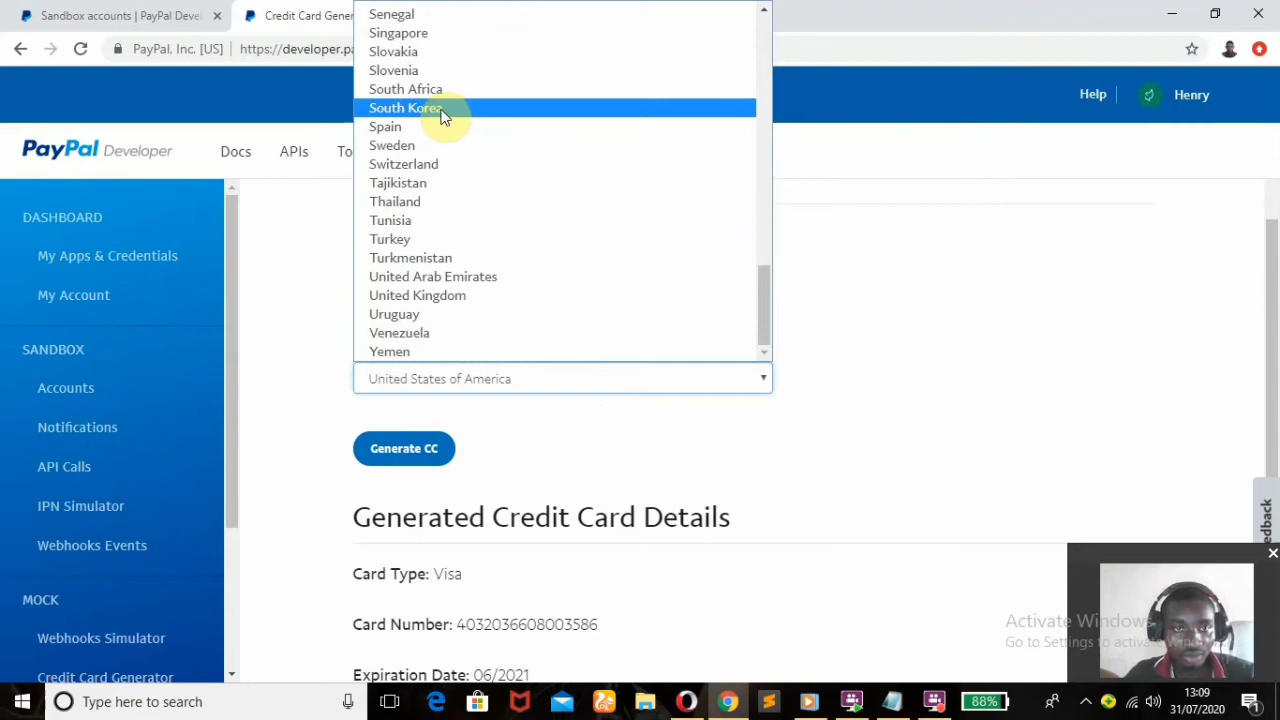 Sandbox accounts | PayPal Devel
Credit Card Gener
PayPal, Inc. [US]
https://developer.pa
Help
Henry
PayPal Developer
Docs
APIs
To
DASHBOARD
My Apps & Credentials
My Account
SANDBOX
Accounts
Notifications
API Calls
IPN Simulator
Webhooks Events
MOCK
Webhooks Simulator
Credit Card Generator
Senegal
Singapore
Slovakia
Slovenia
South Africa
South Korea
Spain
Sweden
Switzerland
Tajikistan
Thailand
Tunisia
Turkey
Turkmenistan
United Arab Emirates
United Kingdom
Uruguay
Venezuela
Yemen
United States of America
Generate CC
Generated Credit Card Details
Card Type: Visa
Card Number: 4032036608003586
Expiration Date: 06/2021
edback
Activate Windows
Go to Settings to activate Windows.
Type here to search
88%
13:09
31/07/2020
1